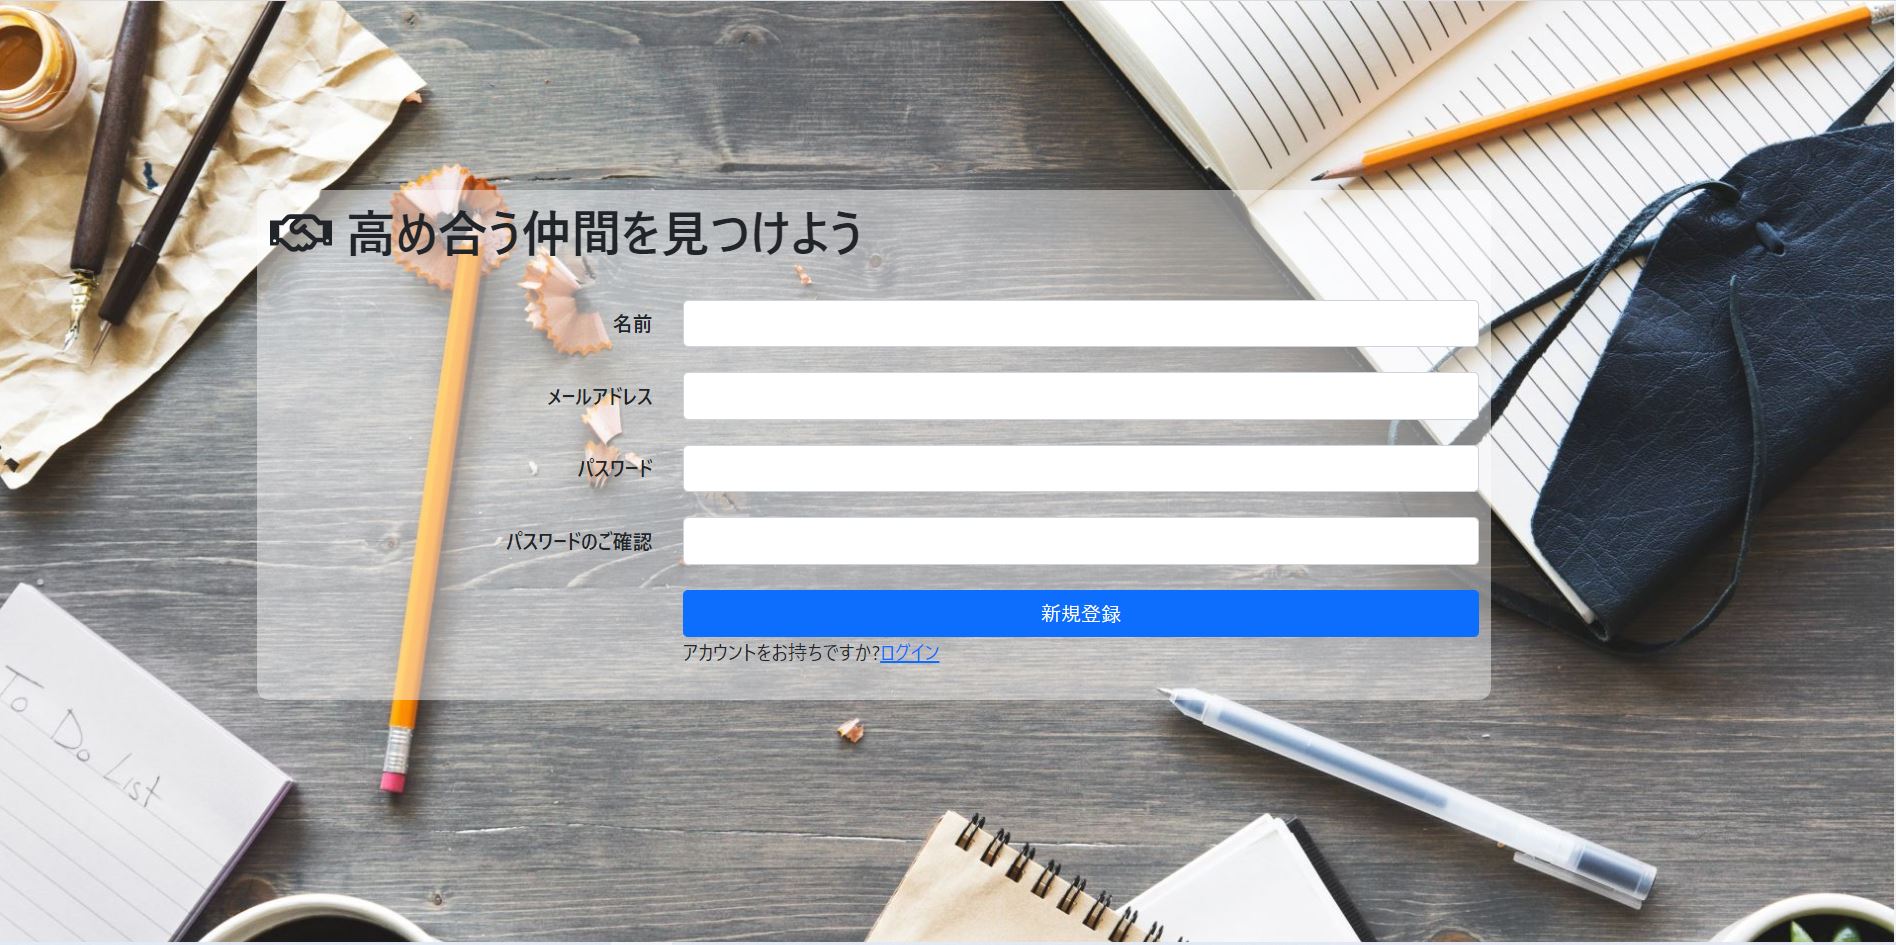 高め合う仲間を見つけよう
名前
メールアドレス
パスワード
パスワードのご確認
新規登録
アカウントをお持ちですか?ログイン
To Do List